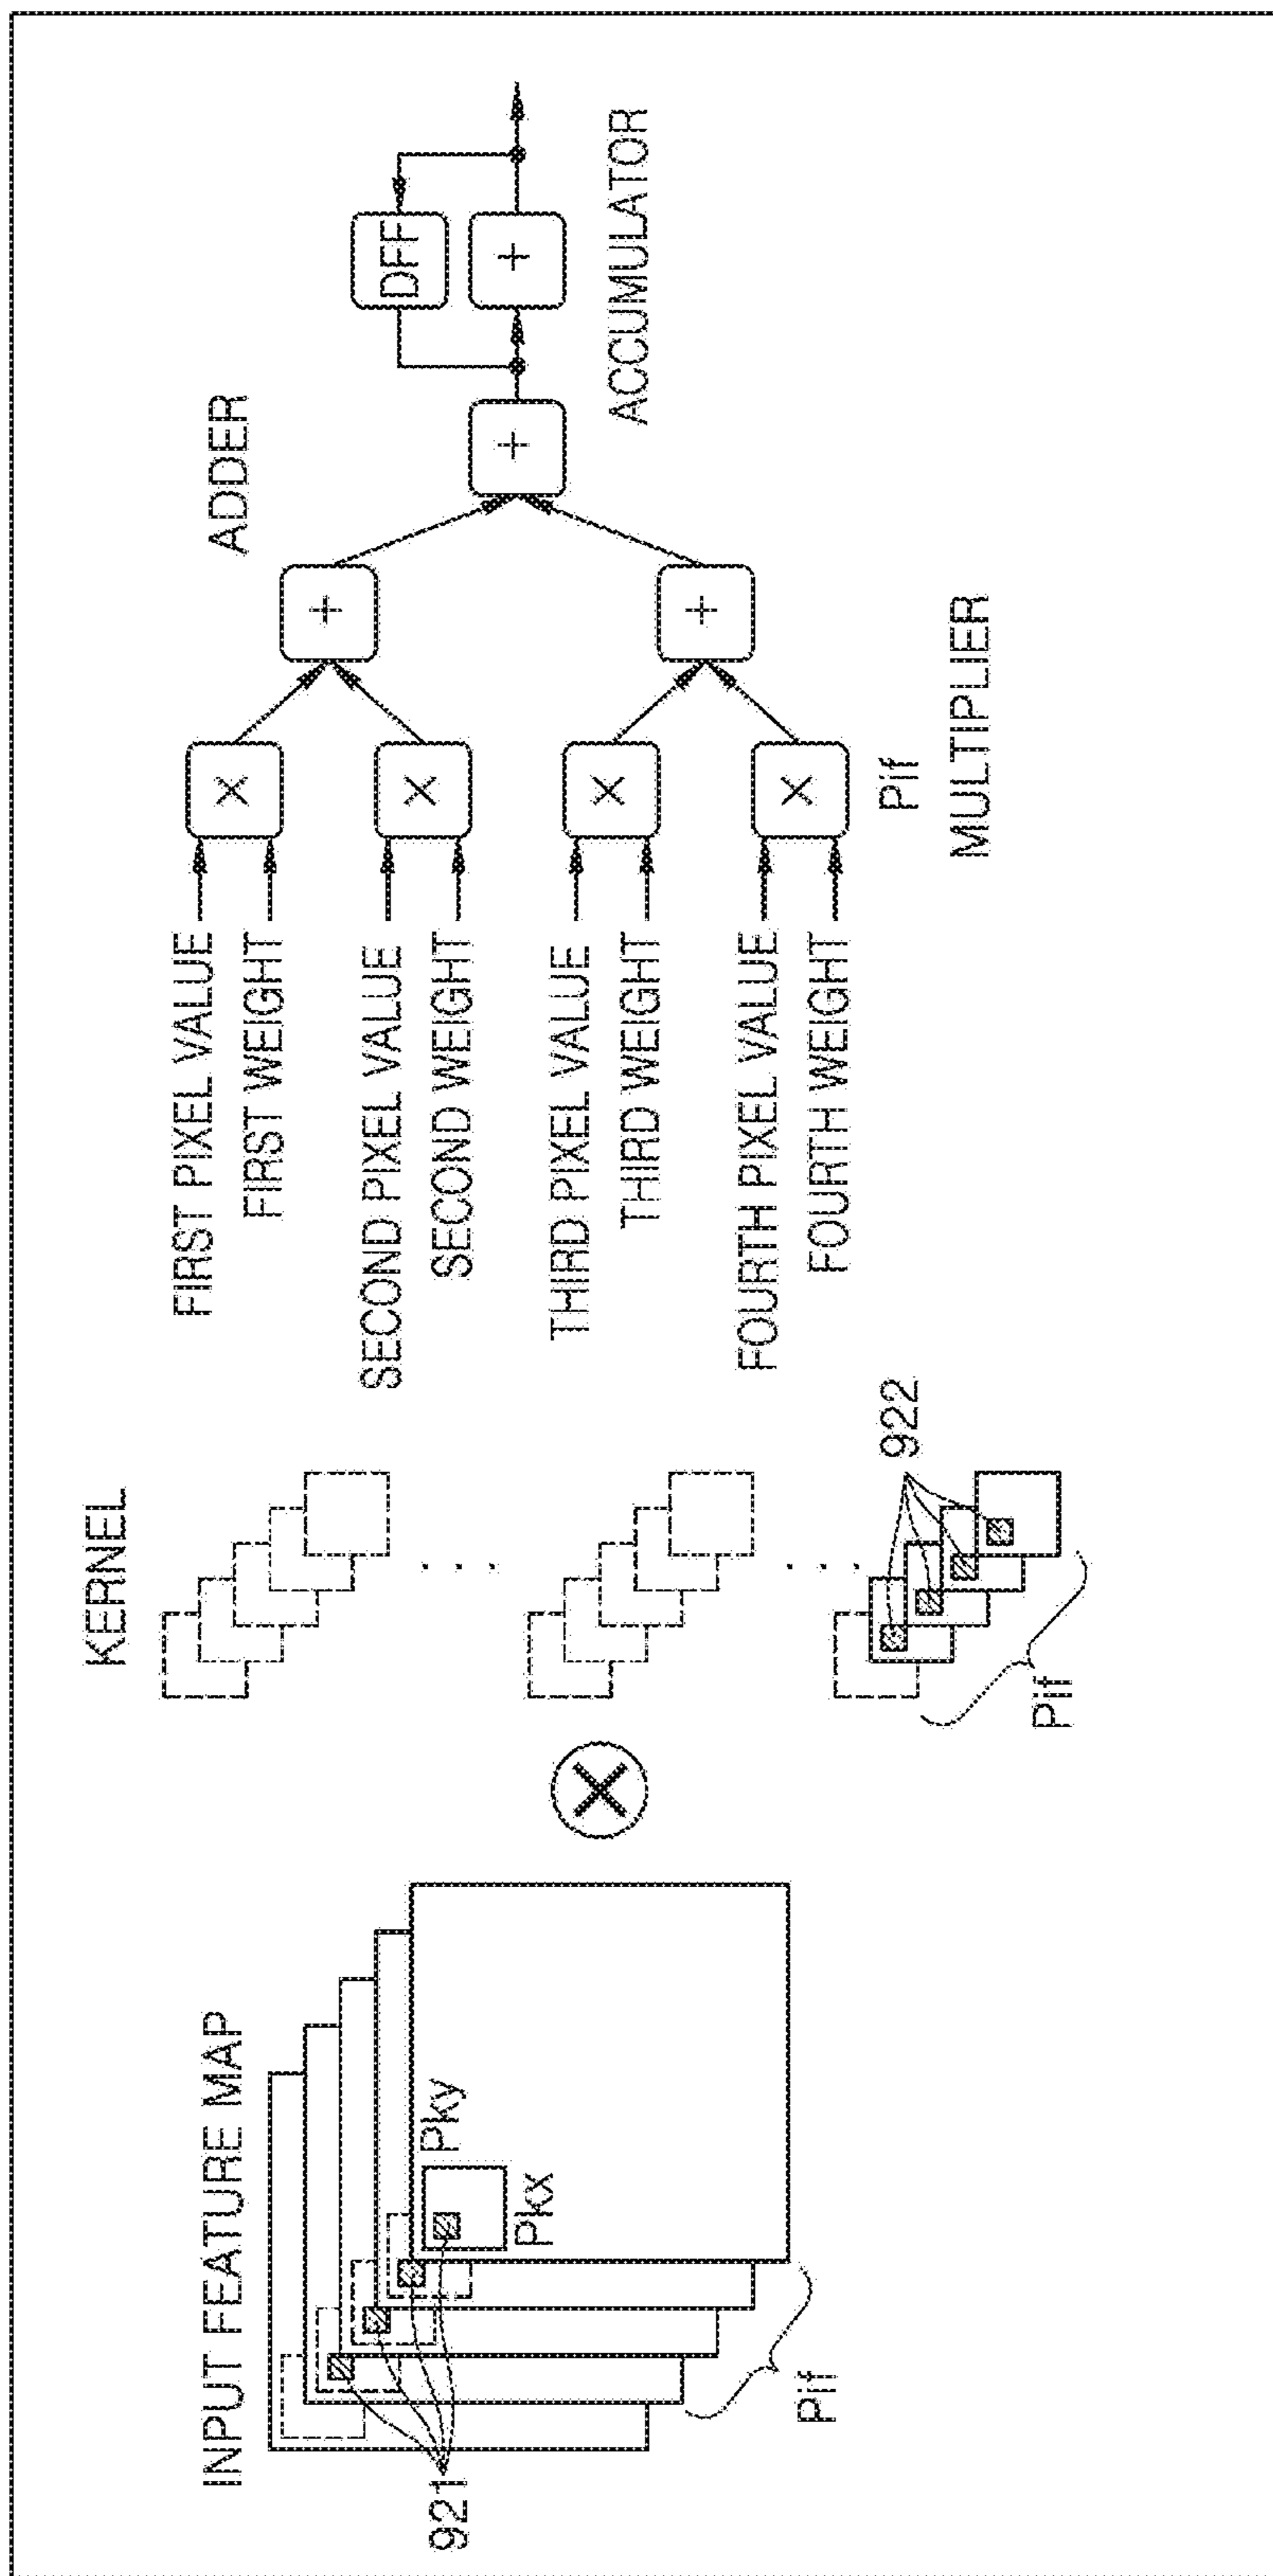 INPUT FEATURE MAP
921
Pky
Pkx
Pif
KERNEL
922
Pif
FIRST PIXEL VALUE
FIRST WEIGHT
SECOND PIXEL VALUE
SECOND WEIGHT
THIRD PIXEL VALUE
THIRD WEIGHT
FOURTH PIXEL VALUE
FOURTH WEIGHT
×
×
×
×
Pif
MULTIPLIER
ADDER
+
+
+
DFF
+
ACCUMULATOR